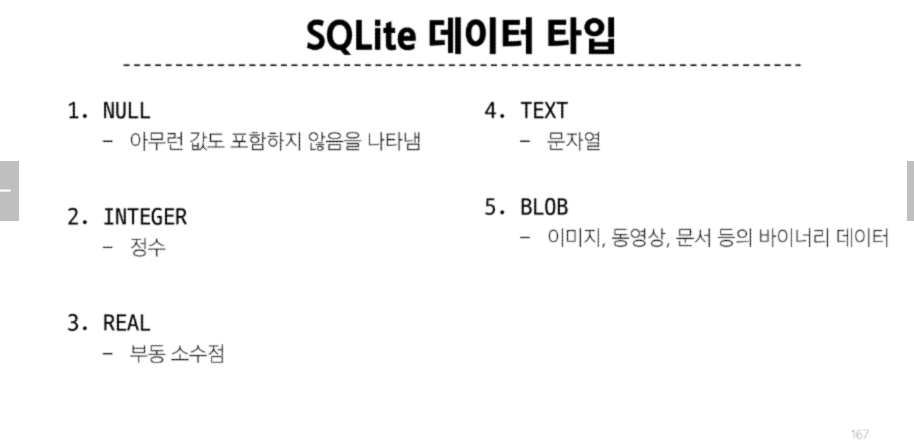 SQLite 데이터 타입
1. NULL
– 아무런 값도 포함하지 않음을 나타냄
2. INTEGER
– 정수
3. REAL
– 부동 소수점
4. TEXT
– 문자열
5. BLOB
– 이미지, 동영상, 문서 등의 바이너리 데이터
167